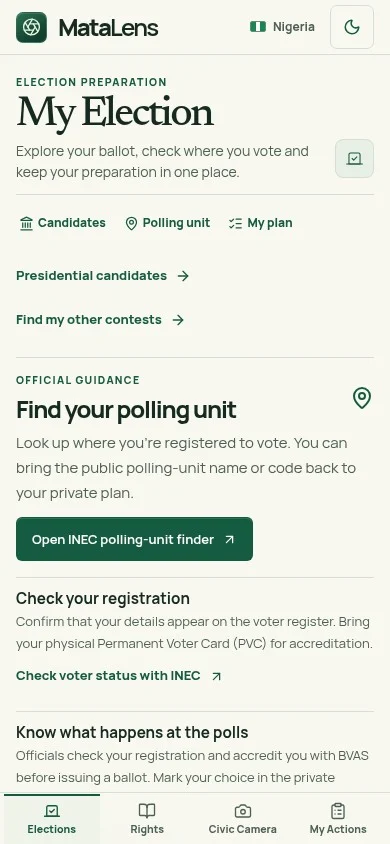 MataLens
Nigeria
ELECTION PREPARATION
My Election
Explore your ballot, check where you vote and
keep your preparation in one place.
Candidates Polling unit My plan
Presidential candidates →
Find my other contests →
OFFICIAL GUIDANCE
Find your polling unit
Look up where you're registered to vote. You can
bring the public polling-unit name or code back to
your private plan.
Open INEC polling-unit finder ↗
Check your registration
Confirm that your details appear on the voter register. Bring
your physical Permanent Voter Card (PVC) for accreditation.
Check voter status with INEC ↗
Know what happens at the polls
Officials check your registration and accredit you with BVAS
before issuing a ballot. Mark your choice in the private
Elections Rights Civic Camera My Actions